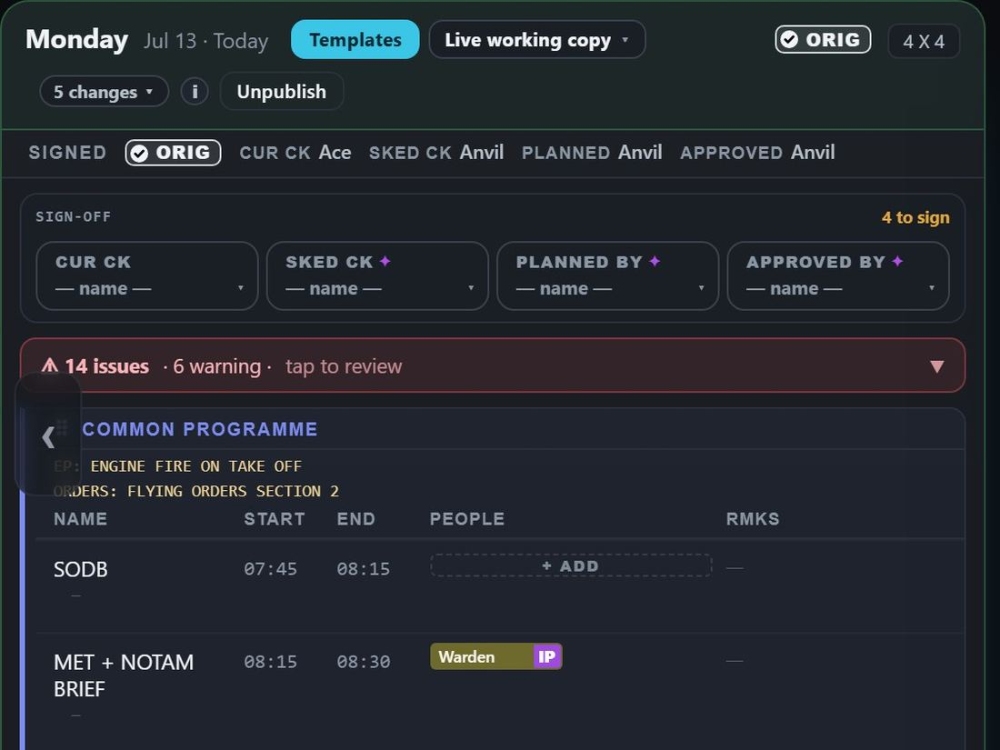 Monday Jul 13 · Today Templates Live working copy ▾ ORIG 4 X 4
5 changes ▾ i Unpublish
SIGNED ORIG CUR CK Ace SKED CK Anvil PLANNED Anvil APPROVED Anvil
SIGN-OFF 4 to sign
CUR CK SKED CK ✦ PLANNED BY ✦ APPROVED BY ✦
— name — ▾ — name — ▾ — name — ▾ — name — ▾
⚠ 14 issues · 6 warning · tap to review ▼
❮ COMMON PROGRAMME
EP: ENGINE FIRE ON TAKE OFF
ORDERS: FLYING ORDERS SECTION 2
NAME START END PEOPLE RMKS
SODB 07:45 08:15 + ADD —
—
MET + NOTAM 08:15 08:30 Warden IP —
BRIEF
—